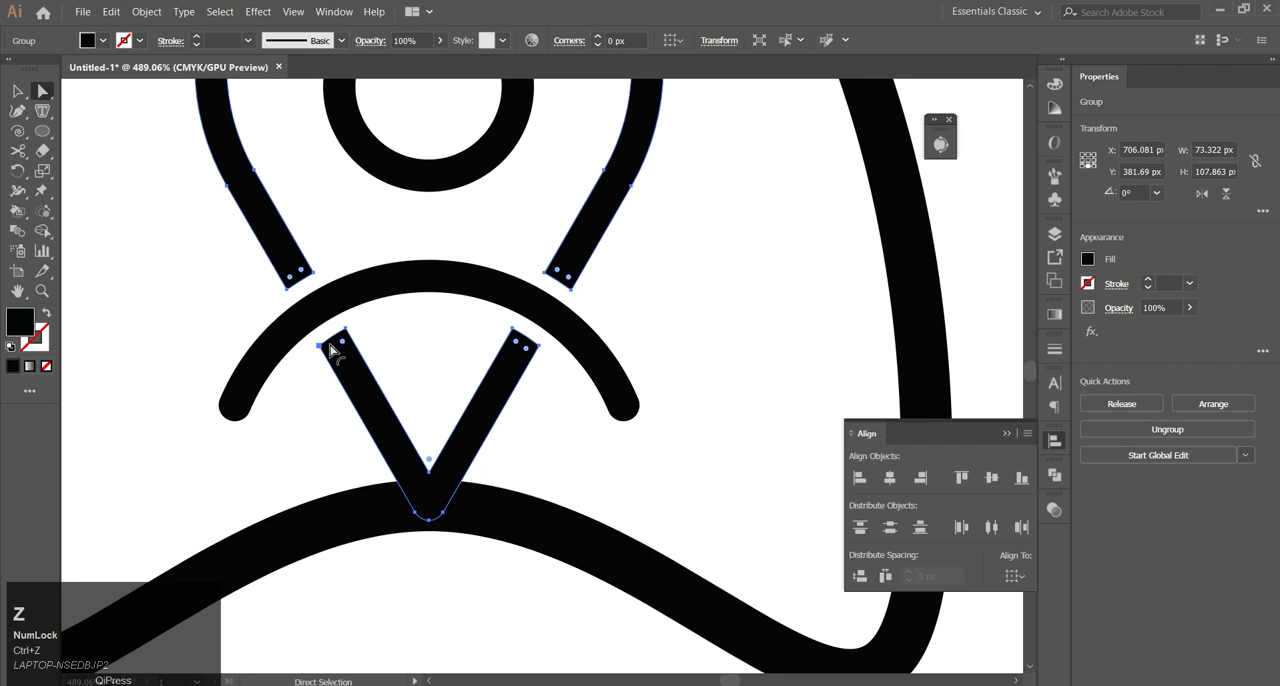 Ai File Edit Object Type Select Effect View Window Help Essentials Classic Search Adobe Stock
Group Stroke: Basic Opacity: 100% Style: Corners: 0 px Transform
Untitled-1* @ 489.06% (CMYK/GPU Preview) ×
Properties
Group
Transform
X: 706.081 p W: 73.322 px
Y: 381.69 px H: 107.863 p
0°
Appearance
Fill
Stroke
Opacity 100%
fx.
Quick Actions
Release Arrange
Ungroup
Start Global Edit
Align
Align Objects:
Distribute Objects:
Distribute Spacing: Align To:
0 px
Z
NumLock
Ctrl+Z
LAPTOP-NSEDBJP2
QiPress
489.06% 1 Direct Selection